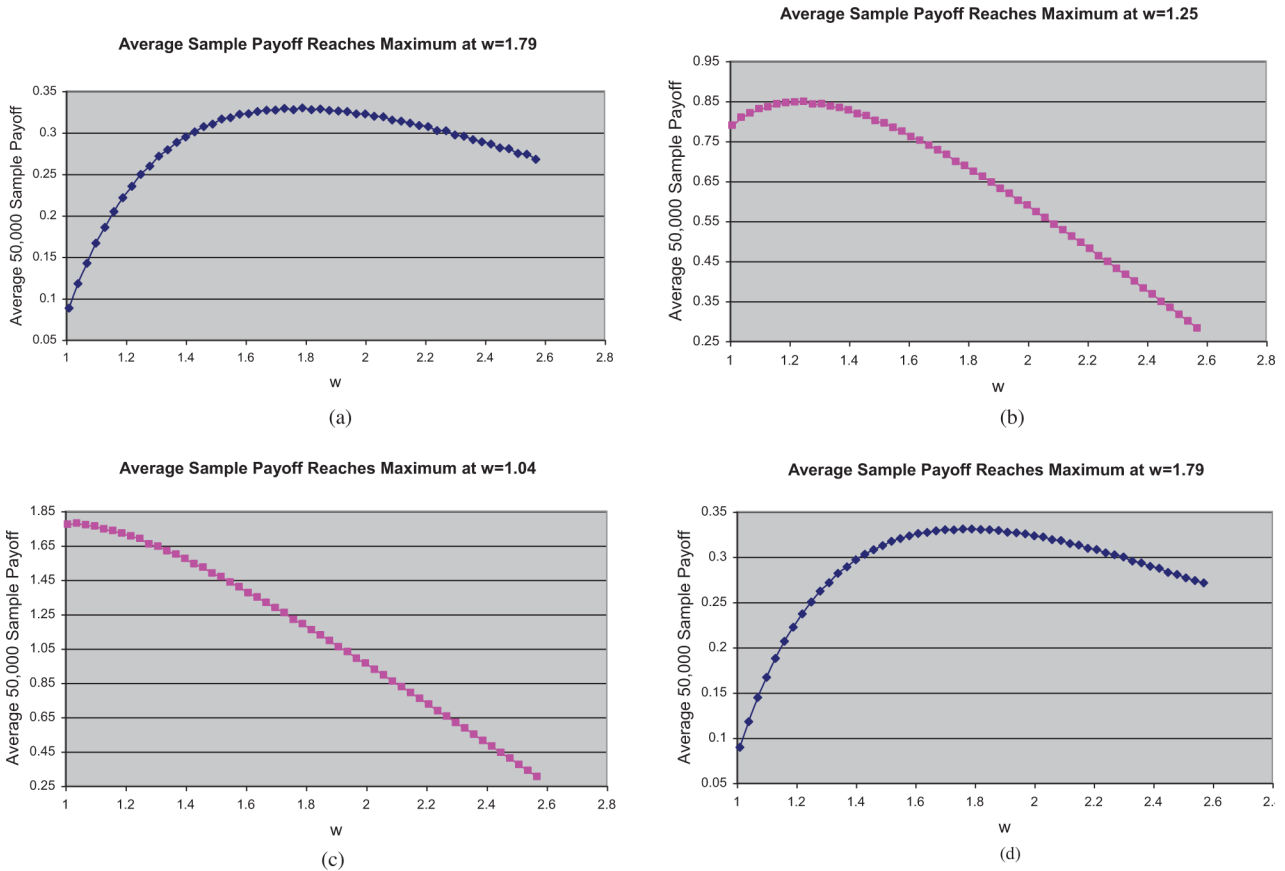 Average Sample Payoff Reaches Maximum at w=1.79
Average 50,000 Sample Payoff
0.35
0.3
0.25
0.2
0.15
0.1
0.05
1 1.2 1.4 1.6 1.8 2 2.2 2.4 2.6 2.8
w
(a)
Average Sample Payoff Reaches Maximum at w=1.25
Average 50,000 Sample Payoff
0.95
0.85
0.75
0.65
0.55
0.45
0.35
0.25
1 1.2 1.4 1.6 1.8 2 2.2 2.4 2.6 2.8
w
(b)
Average Sample Payoff Reaches Maximum at w=1.04
Average 50,000 Sample Payoff
1.85
1.65
1.45
1.25
1.05
0.85
0.65
0.45
0.25
1 1.2 1.4 1.6 1.8 2 2.2 2.4 2.6 2.8
w
(c)
Average Sample Payoff Reaches Maximum at w=1.79
Average 50,000 Sample Payoff
0.35
0.3
0.25
0.2
0.15
0.1
0.05
1 1.2 1.4 1.6 1.8 2 2.2 2.4 2.6
w
(d)